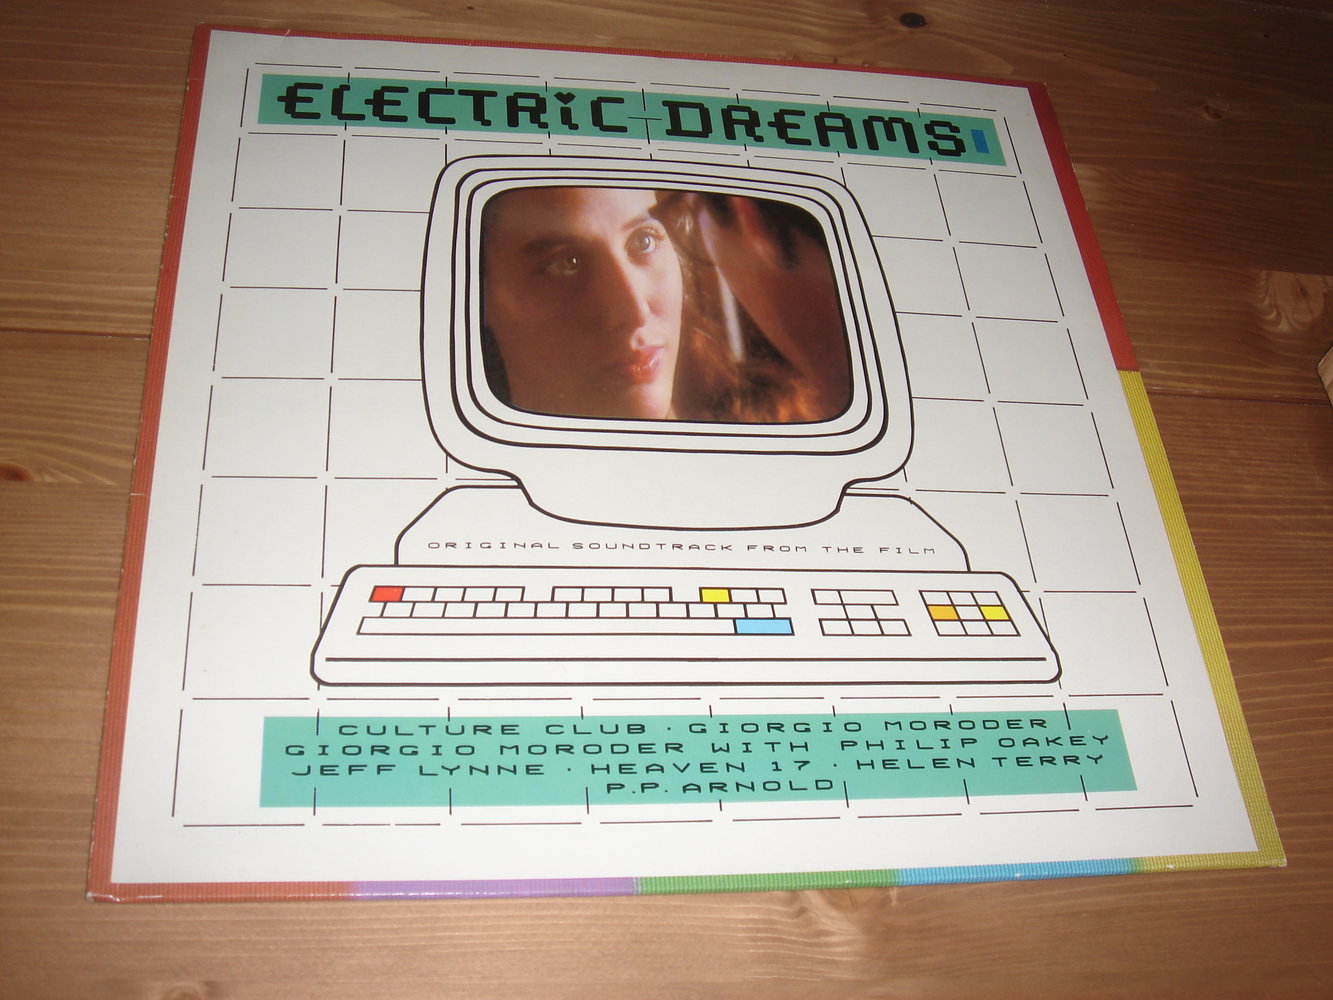 ELECTRIC DREAMS
ORIGINAL SOUNDTRACK FROM THE FILM
CULTURE CLUB · GIORGIO MORODER
GIORGIO MORODER WITH PHILIP OAKEY
JEFF LYNNE · HEAVEN 17 · HELEN TERRY
P.P. ARNOLD